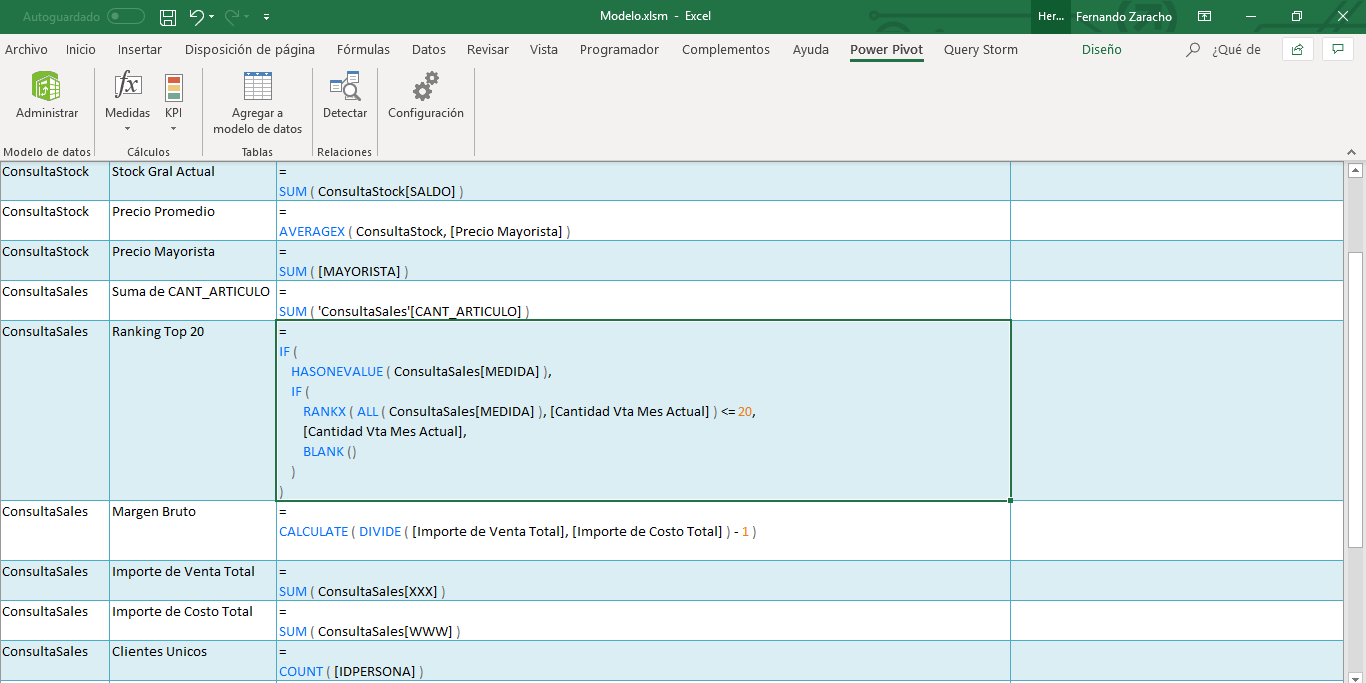 Autoguardado
Modelo.xlsm - Excel
Her...
Fernando Zaracho
Archivo
Inicio
Insertar
Disposición de página
Fórmulas
Datos
Revisar
Vista
Programador
Complementos
Ayuda
Power Pivot
Query Storm
Diseño
¿Qué de
Administrar
Medidas
KPI
Agregar a
modelo de datos
Detectar
Configuración
Modelo de datos
Cálculos
Tablas
Relaciones
ConsultaStock
Stock Gral Actual
=
SUM ( ConsultaStock[SALDO] )
ConsultaStock
Precio Promedio
=
AVERAGEX ( ConsultaStock, [Precio Mayorista] )
ConsultaStock
Precio Mayorista
=
SUM ( [MAYORISTA] )
ConsultaSales
Suma de CANT_ARTICULO
=
SUM ( 'ConsultaSales'[CANT_ARTICULO] )
ConsultaSales
Ranking Top 20
=
IF (
HASONEVALUE ( ConsultaSales[MEDIDA] ),
IF (
RANKX ( ALL ( ConsultaSales[MEDIDA] ), [Cantidad Vta Mes Actual] ) <= 20,
[Cantidad Vta Mes Actual],
BLANK ()
)
)
ConsultaSales
Margen Bruto
=
CALCULATE ( DIVIDE ( [Importe de Venta Total], [Importe de Costo Total] ) - 1 )
ConsultaSales
Importe de Venta Total
=
SUM ( ConsultaSales[XXX] )
ConsultaSales
Importe de Costo Total
=
SUM ( ConsultaSales[WWW] )
ConsultaSales
Clientes Unicos
=
COUNT ( [IDPERSONA] )